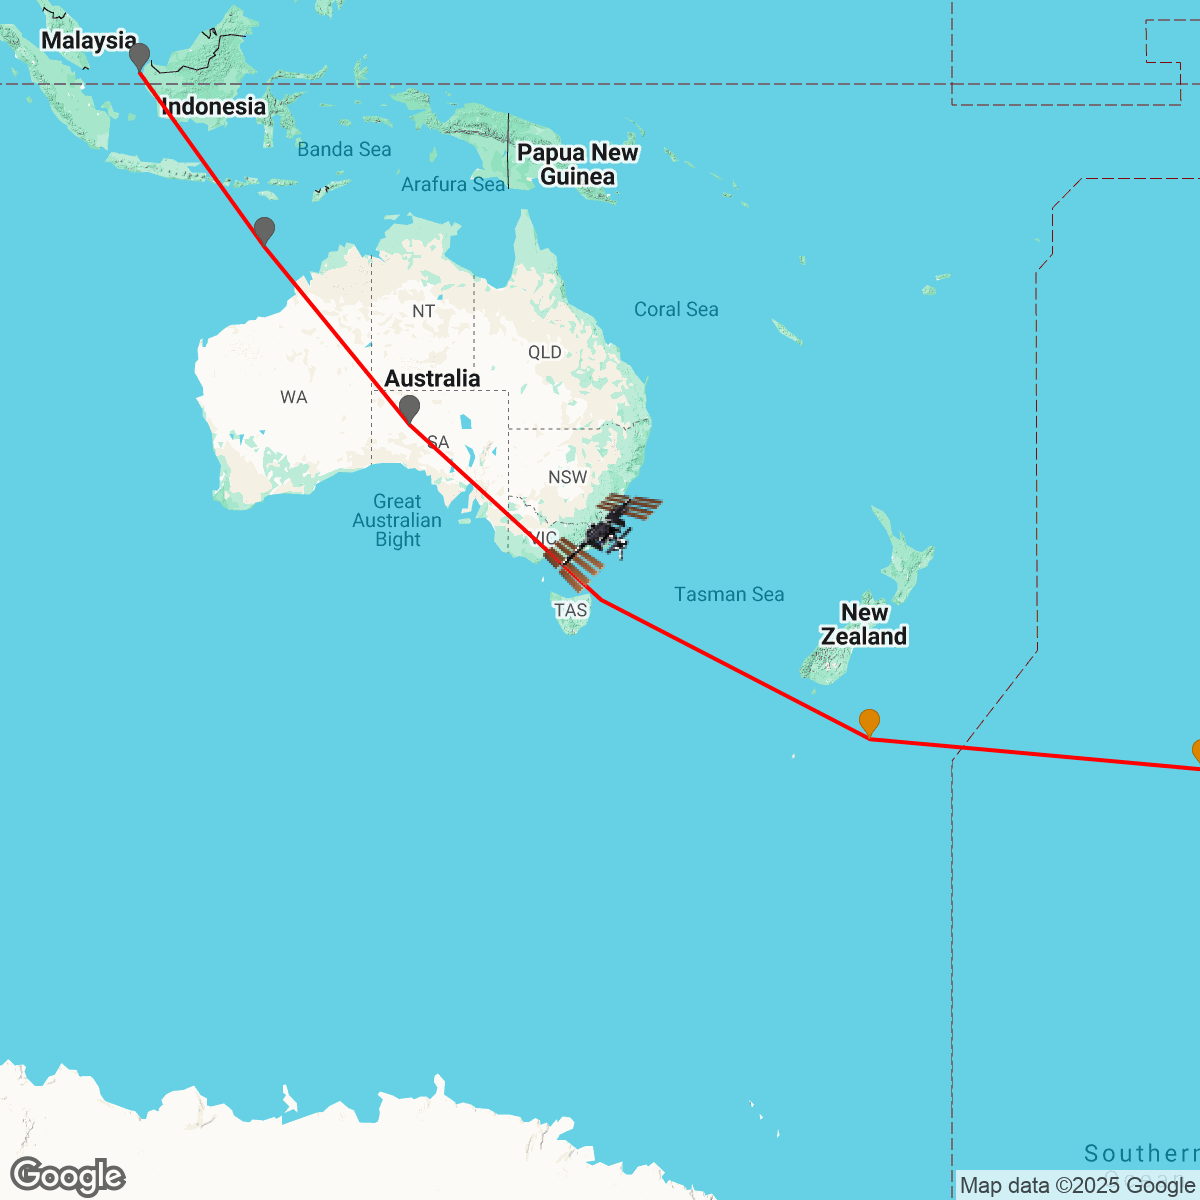 Malaysia
Indonesia
Banda Sea
Papua New
Guinea
Arafura Sea
NT
Coral Sea
QLD
Australia
WA
SA
NSW
Great
Australian
Bight
VIC
Tasman Sea
TAS
New
Zealand
Southern
Google
Map data ©2025 Google